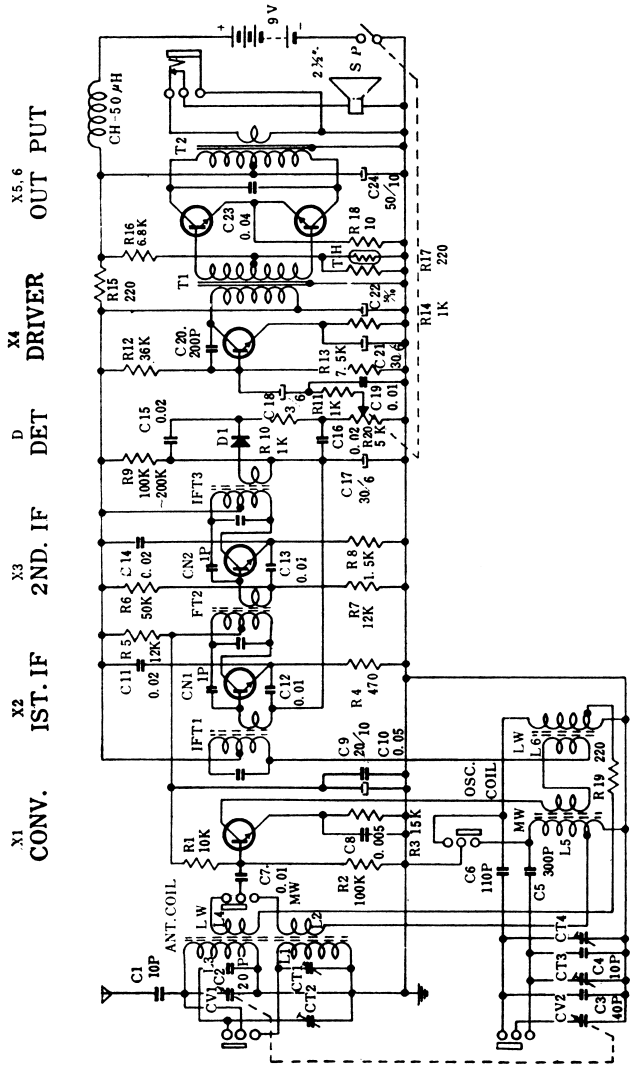 X1
CONV.
X2
IST. IF
X3
2ND. IF
D
DET
X4
DRIVER
X5, 6
OUT PUT
ANT. COIL
C1
10P
LW
L4
L2
L1
CV1
C2
20P
CT1
CT2
C7
0.01
MW
R1
10K
R2
100K
C8
0.005
R3
15K
C9
20/10
C10
0.05
IFT1
C11
0.02
R5
12K
CN1
1P
C12
0.01
R4
470
FT2
R6
50K
C14
0.02
CN2
1P
C13
0.01
R7
12K
R8
1.5K
IFT3
R9
100K
~200K
C15
0.02
D1
R10
1K
C16
0.02
C17
30/6
R20
5K
C18
R11
1K
C19
0.01
R12
36K
C20
200P
R13
7.5K
C21
30/6
R14
1K
C22
R15
220
T1
R16
6.8K
TH
R17
220
R18
10
C23
0.04
T2
C24
50/10
CH-50µH
9V
+
−
2½"
SP
OSC.
COIL
MW
L5
LW
L6
220
R19
C6
110P
300P
C5
CV2
C3
40P
CT3
C4
10P
CT4